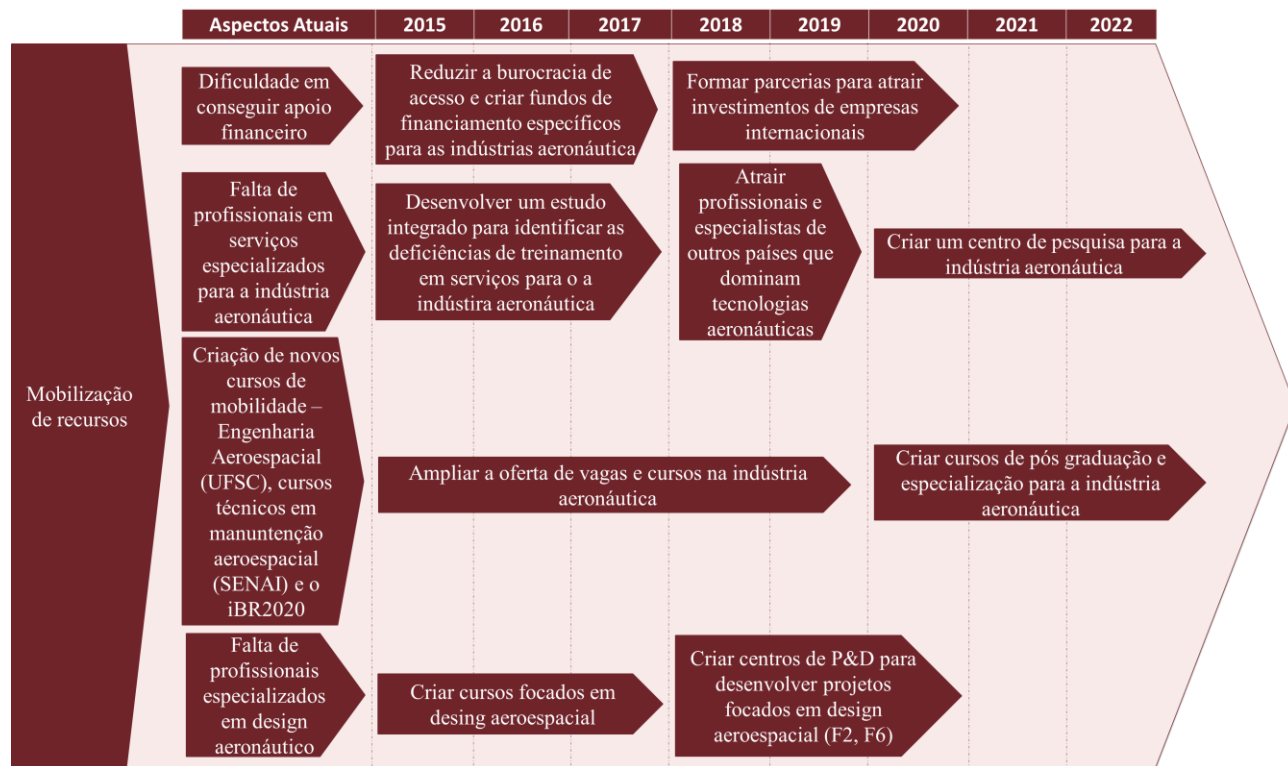 Aspectos Atuais 2015 2016 2017 2018 2019 2020 2021 2022
Mobilização
de recursos
Dificuldade em
conseguir apoio
financeiro
Reduzir a burocracia de
acesso e criar fundos de
financiamento específicos
para as indústrias aeronáutica
Formar parcerias para atrair
investimentos de empresas
internacionais
Falta de
profissionais em
serviços
especializados
para a indústria
aeronáutica
Desenvolver um estudo
integrado para identificar as
deficiências de treinamento
em serviços para o a
indústira aeronáutica
Atrair
profissionais e
especialistas de
outros países que
dominam
tecnologias
aeronáuticas
Criar um centro de pesquisa para a
indústria aeronáutica
Criação de novos
cursos de
mobilidade –
Engenharia
Aeroespacial
(UFSC), cursos
técnicos em
manuntenção
aeroespacial
(SENAI) e o
iBR2020
Ampliar a oferta de vagas e cursos na indústria
aeronáutica
Criar cursos de pós graduação e
especialização para a indústria
aeronáutica
Falta de
profissionais
especializados
em design
aeronáutico
Criar cursos focados em
desing aeroespacial
Criar centros de P&D para
desenvolver projetos
focados em design
aeroespacial (F2, F6)